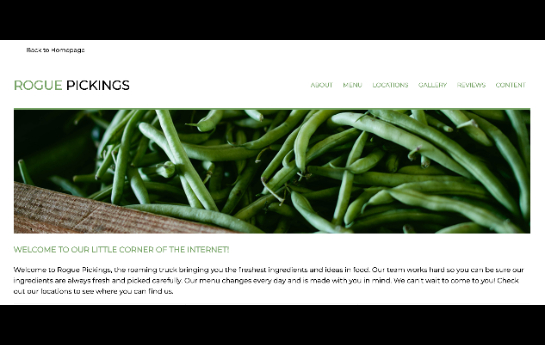 Back to Homepage
ROGUE PICKINGS
ABOUT MENU LOCATIONS GALLERY REVIEWS CONTENT
WELCOME TO OUR LITTLE CORNER OF THE INTERNET!
Welcome to Rogue Pickings, the roaming truck bringing you the freshest ingredients and ideas in food. Our team works hard so you can be sure our
ingredients are always fresh and picked carefully. Our menu changes every day and is made with you in mind. We can't wait to come to you! Check
out our locations to see where you can find us.